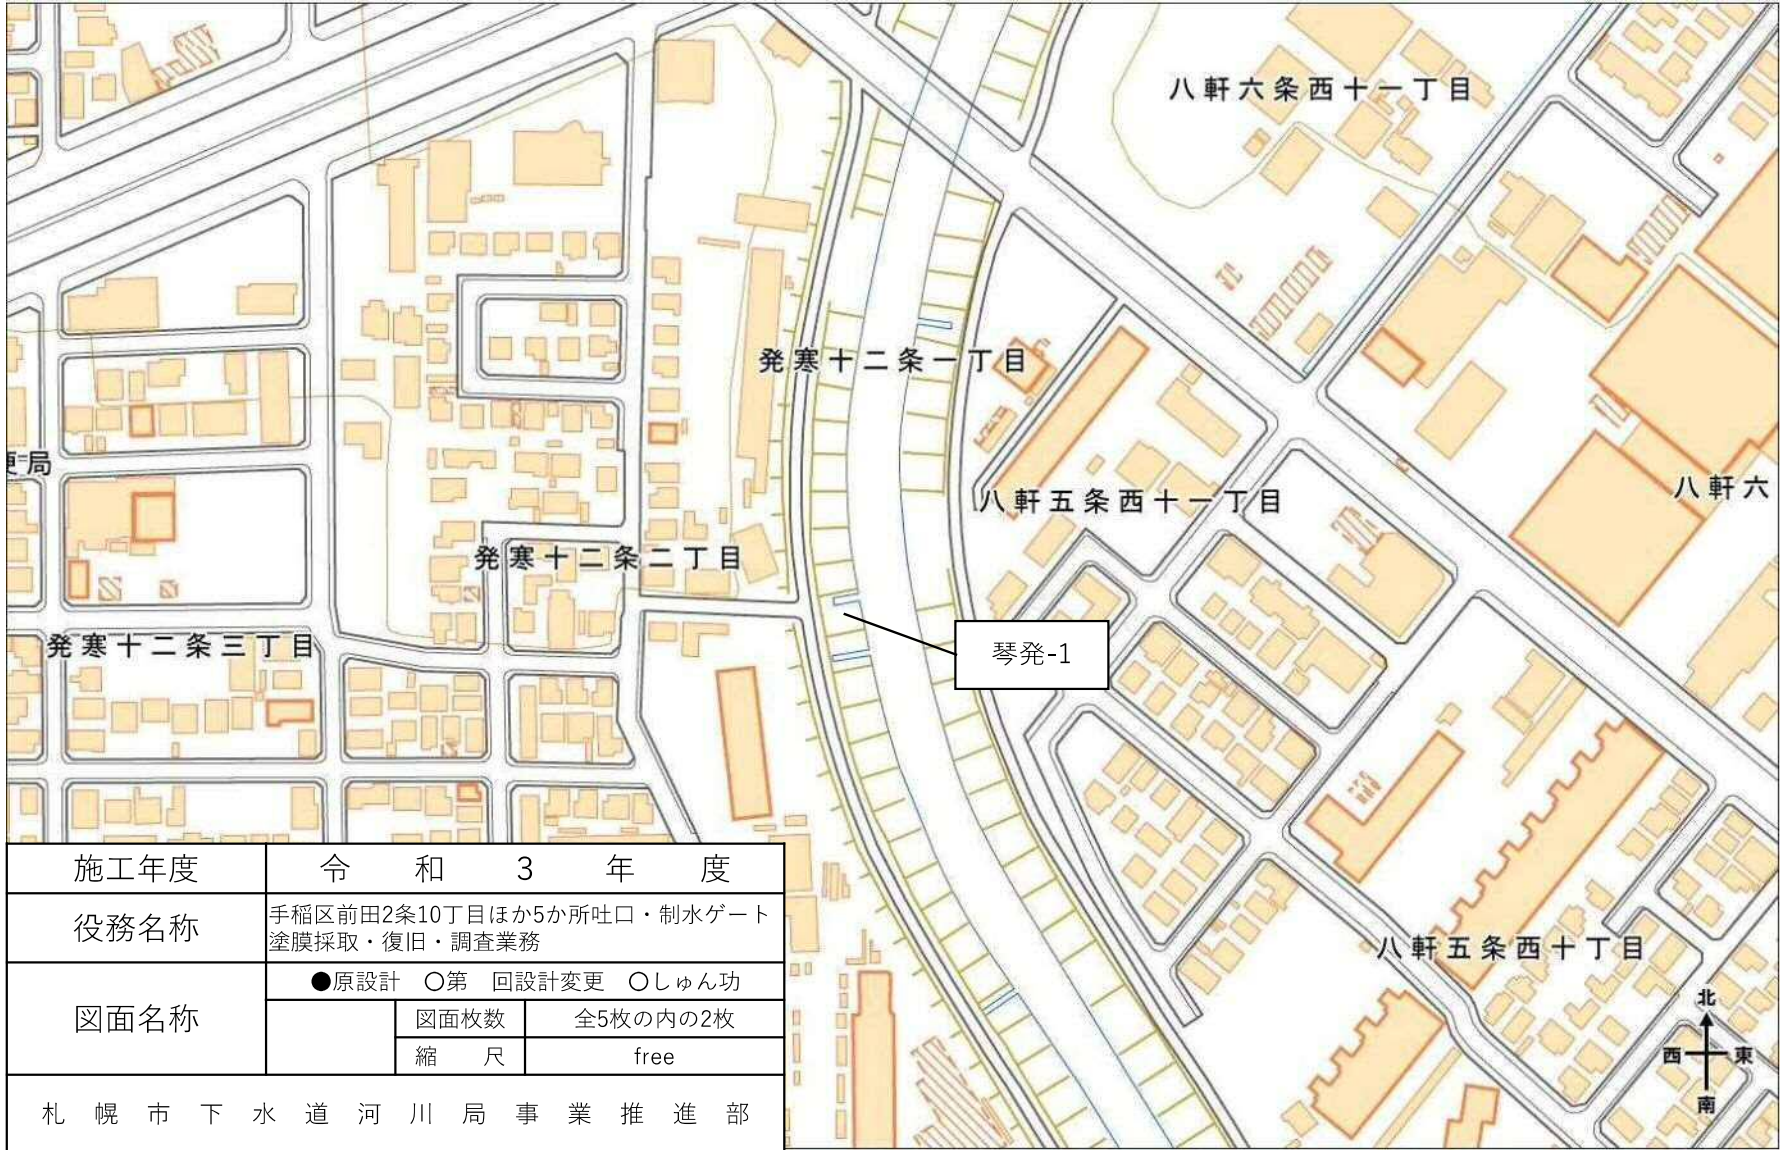 八軒六条西十一丁目
発寒十二条一丁目
局
八軒五条西十一丁目
八軒六
発寒十二条二丁目
発寒十二条三丁目
琴発-1
八軒五条西十丁目
北
西 東
南
施工年度 令和3年度
役務名称 手稲区前田2条10丁目ほか5か所吐口・制水ゲート
塗膜採取・復旧・調査業務
図面名称 ●原設計 ○第 回設計変更 ○しゅん功
図面枚数 全5枚の内の2枚
縮尺 free
札幌市下水道河川局事業推進部